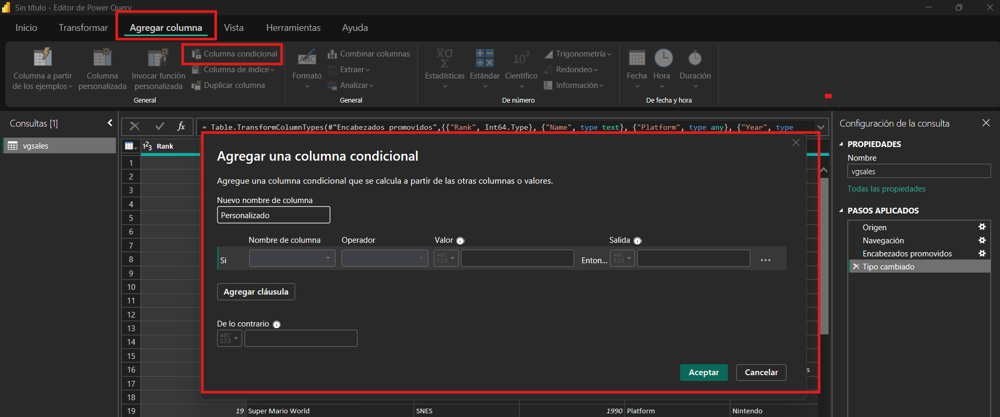 Sin título - Editor de Power Query
Inicio Transformar Agregar columna Vista Herramientas Ayuda
Columna a partir de los ejemplos
Columna personalizada
Invocar función personalizada
Columna condicional
Columna de índice
Duplicar columna
General
Formato
Combinar columnas
Extraer
Analizar
General
Estadísticas
Estándar
Científico
Trigonometría
Redondeo
Información
De número
Fecha
Hora
Duración
De fecha y hora
Consultas [1]
vgsales
= Table.TransformColumnTypes(#"Encabezados promovidos",{{"Rank", Int64.Type}, {"Name", type text}, {"Platform", type any}, {"Year", type
Rank
1
2
3
4
5
6
7
8
9
10
11
12
13
14
15
16
17
18
19 19 Super Mario World SNES 1990 Platform Nintendo
Agregar una columna condicional
Agregue una columna condicional que se calcula a partir de las otras columnas o valores.
Nuevo nombre de columna
Personalizado
Nombre de columna Operador Valor Salida
Si ABC 123 Enton... ABC 123 ...
Agregar cláusula
De lo contrario
ABC 123
Aceptar Cancelar
Configuración de la consulta
PROPIEDADES
Nombre
vgsales
Todas las propiedades
PASOS APLICADOS
Origen
Navegación
Encabezados promovidos
Tipo cambiado